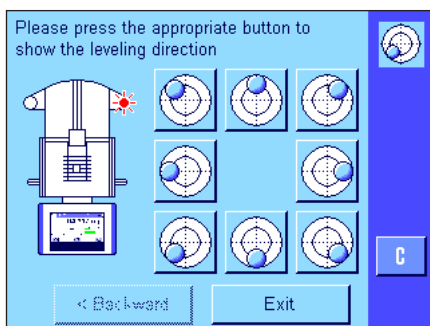 Please press the appropriate button to
show the leveling direction
C
< Backward
Exit